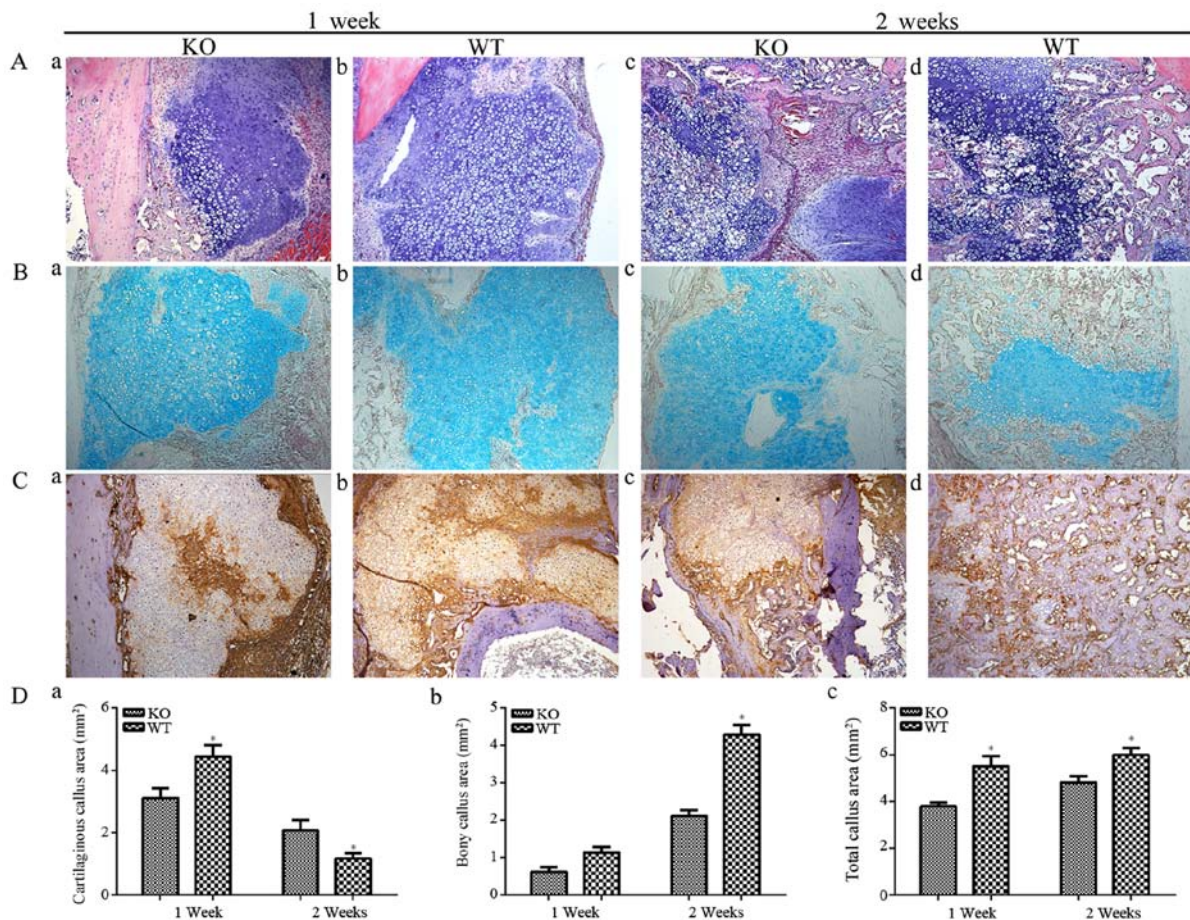 1 week 2 weeks
KO WT KO WT
A a b c d
B a b c d
C a b c d
D a b c
Cartilaginous callus area (mm²)
6
4
2
0
KO
WT
*
*
1 Week 2 Weeks
Bony callus area (mm²)
5
4
3
2
1
0
KO
WT
*
1 Week 2 Weeks
Total callus area (mm²)
8
6
4
2
0
KO
WT
*
*
1 Week 2 Weeks